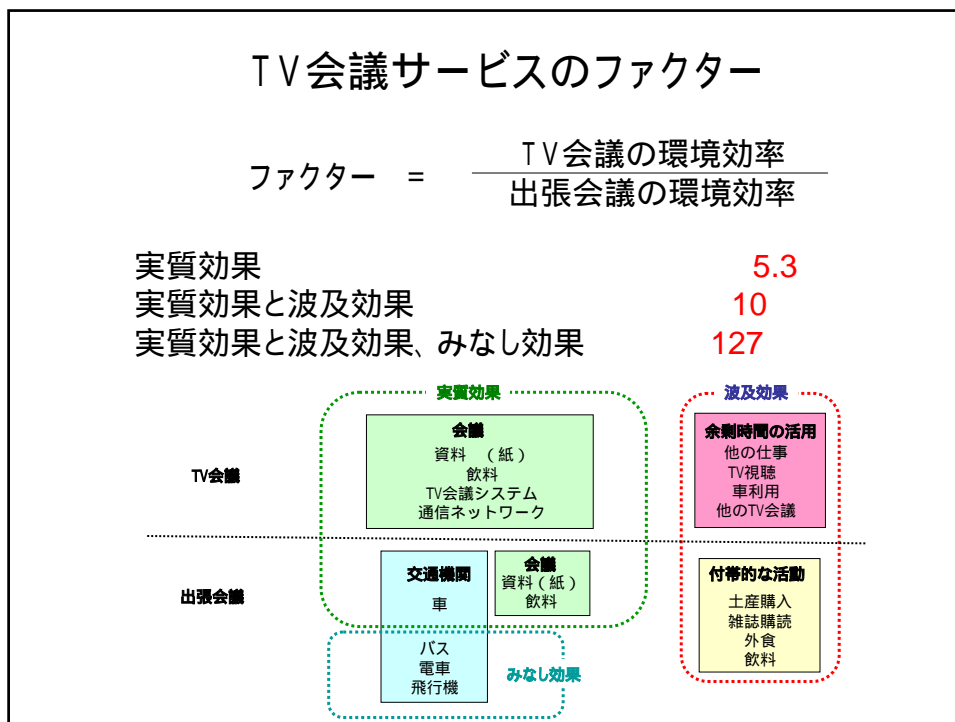 TV会議サービスのファクター
ファクター = TV会議の環境効率
出張会議の環境効率
実質効果 5.3
実質効果と波及効果 10
実質効果と波及効果、みなし効果 127
実質効果
波及効果
TV会議
会議
資料 (紙)
飲料
TV会議システム
通信ネットワーク
余剰時間の活用
他の仕事
TV視聴
車利用
他のTV会議
出張会議
交通機関
車
バス
電車
飛行機
会議
資料(紙)
飲料
みなし効果
付帯的な活動
土産購入
雑誌購読
外食
飲料